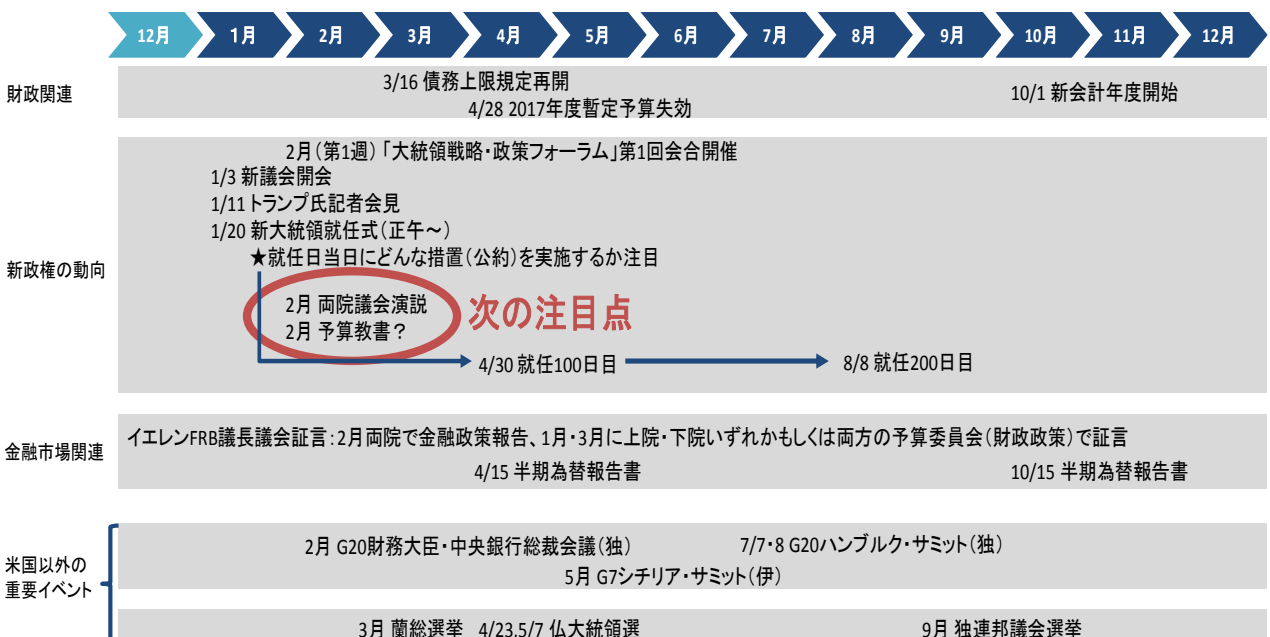 12月 1月 2月 3月 4月 5月 6月 7月 8月 9月 10月 11月 12月
財政関連
3/16 債務上限規定再開
4/28 2017年度暫定予算失効
10/1 新会計年度開始
新政権の動向
2月(第1週)「大統領戦略・政策フォーラム」第1回会合開催
1/3 新議会開会
1/11 トランプ氏記者会見
1/20 新大統領就任式(正午~)
★就任日当日にどんな措置(公約)を実施するか注目
2月 両院議会演説
2月 予算教書?
次の注目点
4/30 就任100日目
8/8 就任200日目
金融市場関連
イエレンFRB議長議会証言:2月両院で金融政策報告、1月・3月に上院・下院いずれかもしくは両方の予算委員会(財政政策)で証言
4/15 半期為替報告書
10/15 半期為替報告書
米国以外の
重要イベント
2月 G20財務大臣・中央銀行総裁会議(独)
7/7・8 G20ハンブルク・サミット(独)
5月 G7シチリア・サミット(伊)
3月 蘭総選挙
4/23,5/7 仏大統領選
9月 独連邦議会選挙